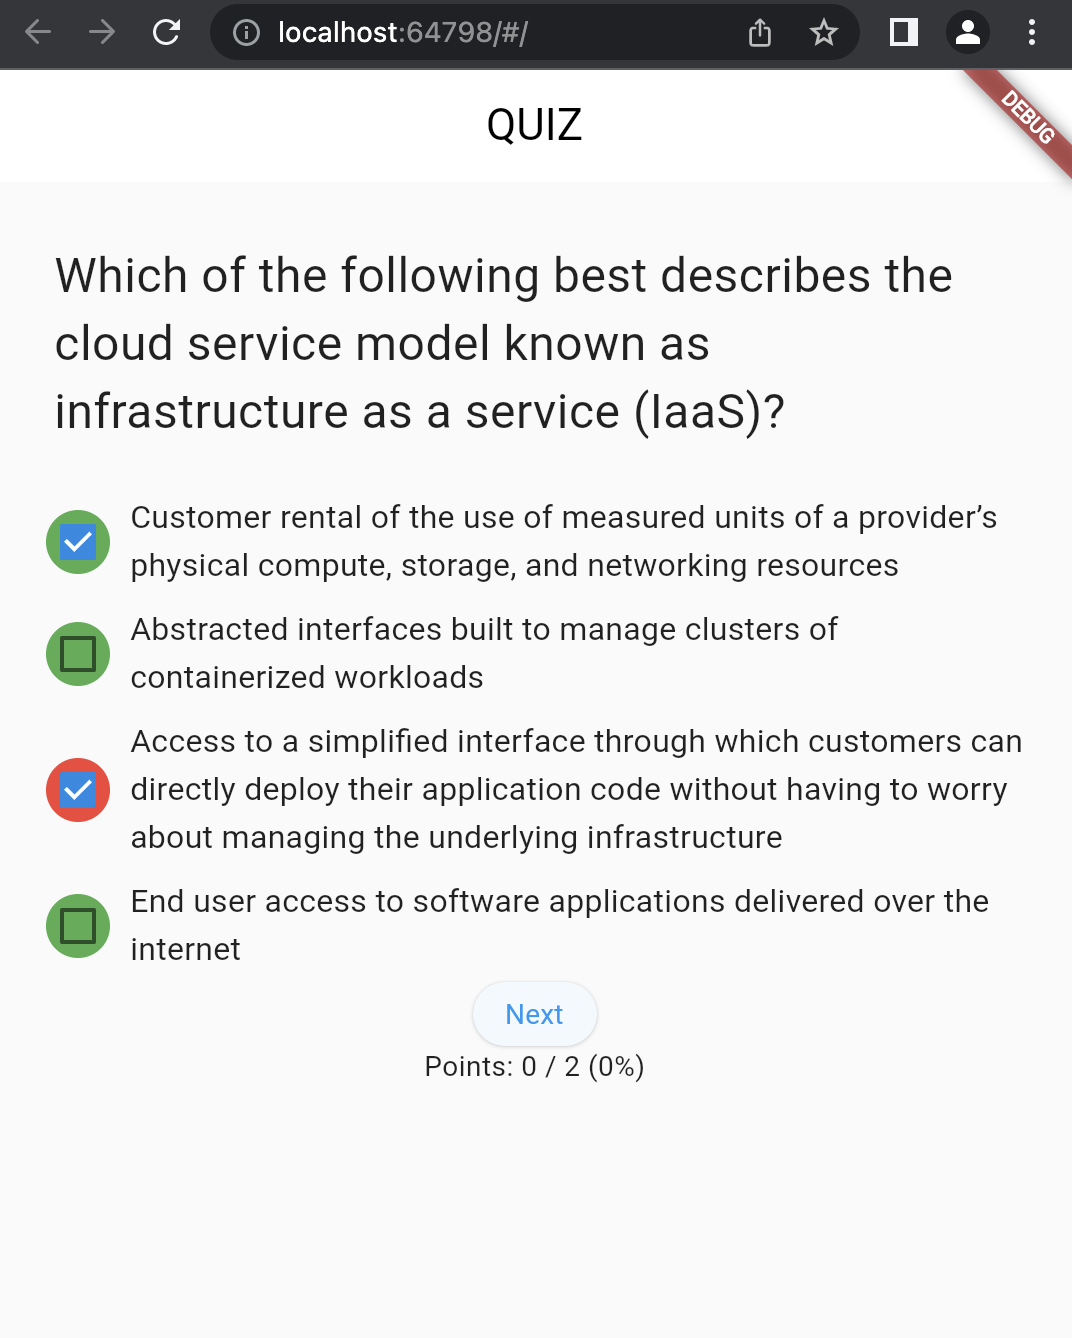 localhost:64798/#/
DEBUG
QUIZ
Which of the following best describes the
cloud service model known as
infrastructure as a service (IaaS)?
Customer rental of the use of measured units of a provider’s
physical compute, storage, and networking resources
Abstracted interfaces built to manage clusters of
containerized workloads
Access to a simplified interface through which customers can
directly deploy their application code without having to worry
about managing the underlying infrastructure
End user access to software applications delivered over the
internet
Next
Points: 0 / 2 (0%)